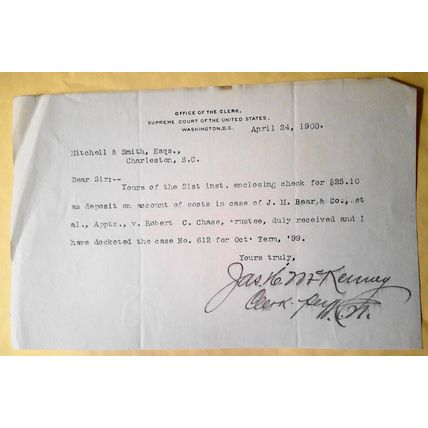 OFFICE OF THE CLERK,
SUPREME COURT OF THE UNITED STATES,
WASHINGTON, D.C.
April 24, 1900.
Mitchell & Smith, Esqs.,
Charleston, S.C.
Dear Sir:--
Yours of the 21st inst. enclosing check for $25.10
as deposit on account of costs in case of J. M. Bear, & Co., et
al., Appts., v. Robert C. Chase, trustee, duly received and I
have docketed the case No. 612 for Oct' Term, '99.
Yours truly,
Jas. H. McKenney
Clerk. per